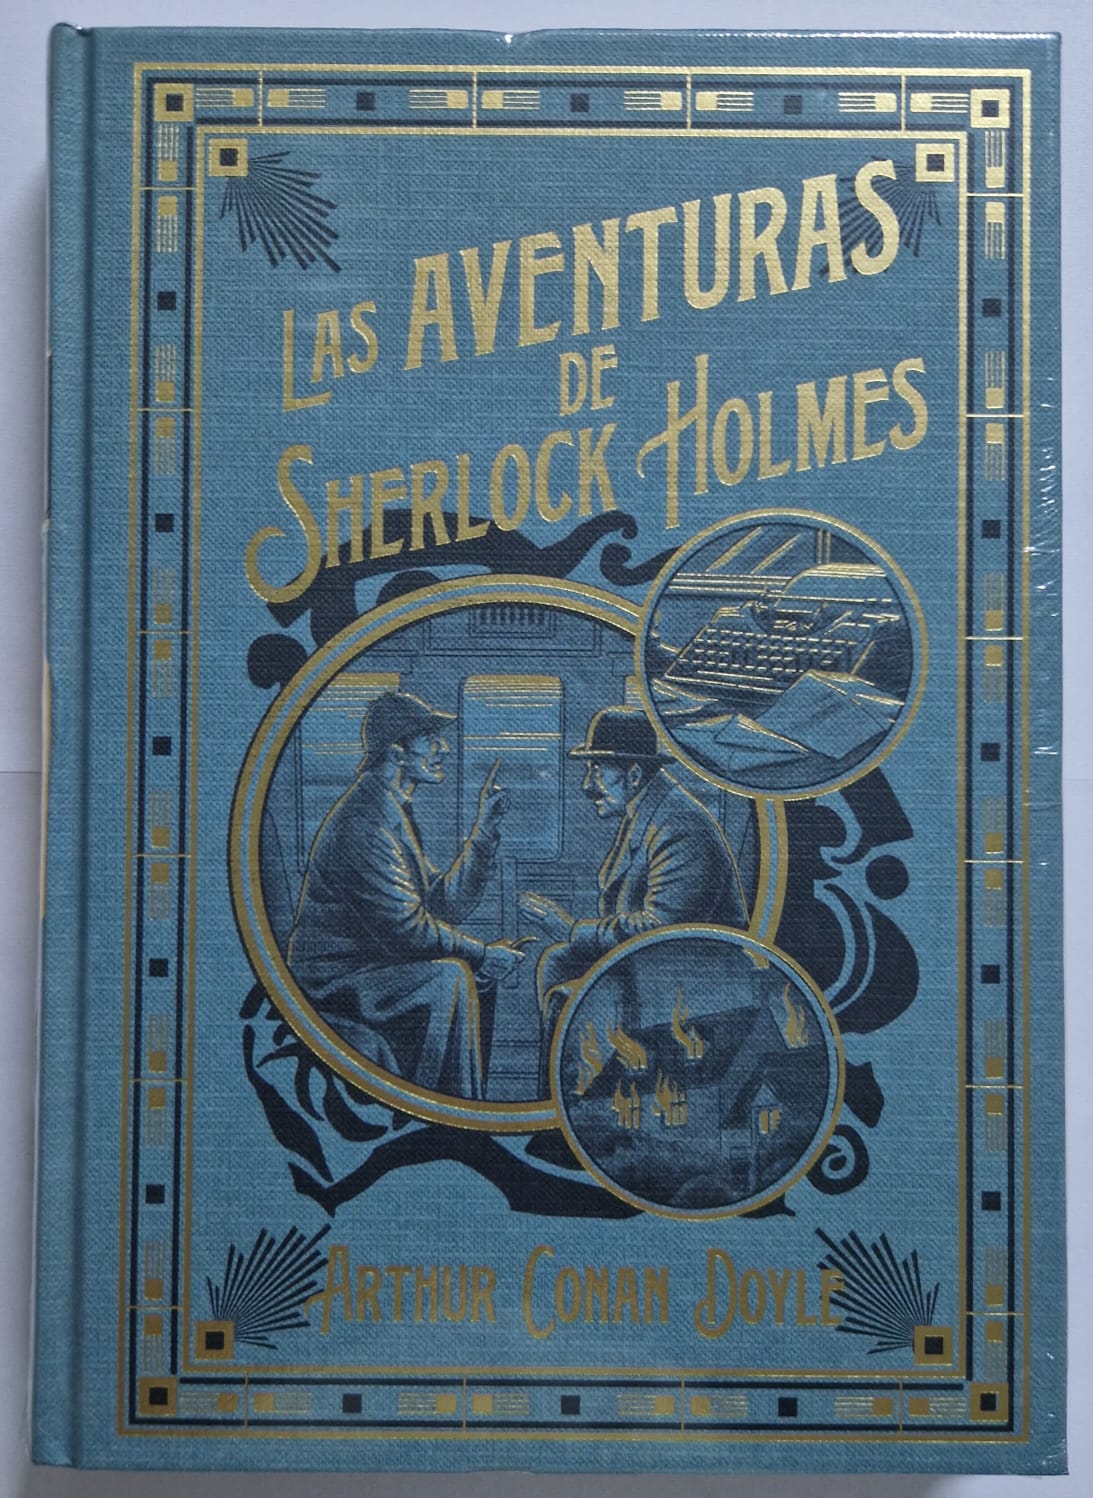 LAS AVENTURAS
DE
SHERLOCK HOLMES
ARTHUR CONAN DOYLE